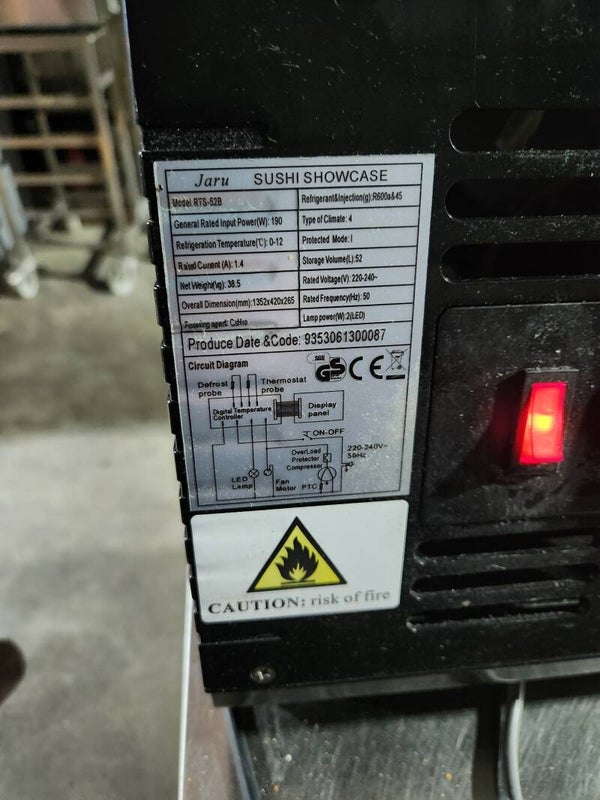 Jaru SUSHI SHOWCASE
Model RTS-52B
Refrigerant&Injection(g):R600a&45
General Rated Input Power(W): 190
Type of Climate: 4
Refrigeration Temperature(℃): 0-12
Protected Mode: I
Rated Current (A): 1.4
Storage Volume(L):52
Net Weight(kg): 38.5
Rated Voltage(V): 220-240~
Overall Dimension(mm):1352x420x265
Rated Frequency(Hz): 50
Foaming agent: C5H10
Lamp power(W):2(LED)
Produce Date &Code: 9353061300087
Circuit Diagram
SGS GS CE
Defrost probe
Thermostat probe
Digital Temperature Controller
Display panel
ON-OFF
OverLoad Protector
Compressor
220-240V~
50Hz
LED Lamp
Fan Motor
PTC
CAUTION: risk of fire